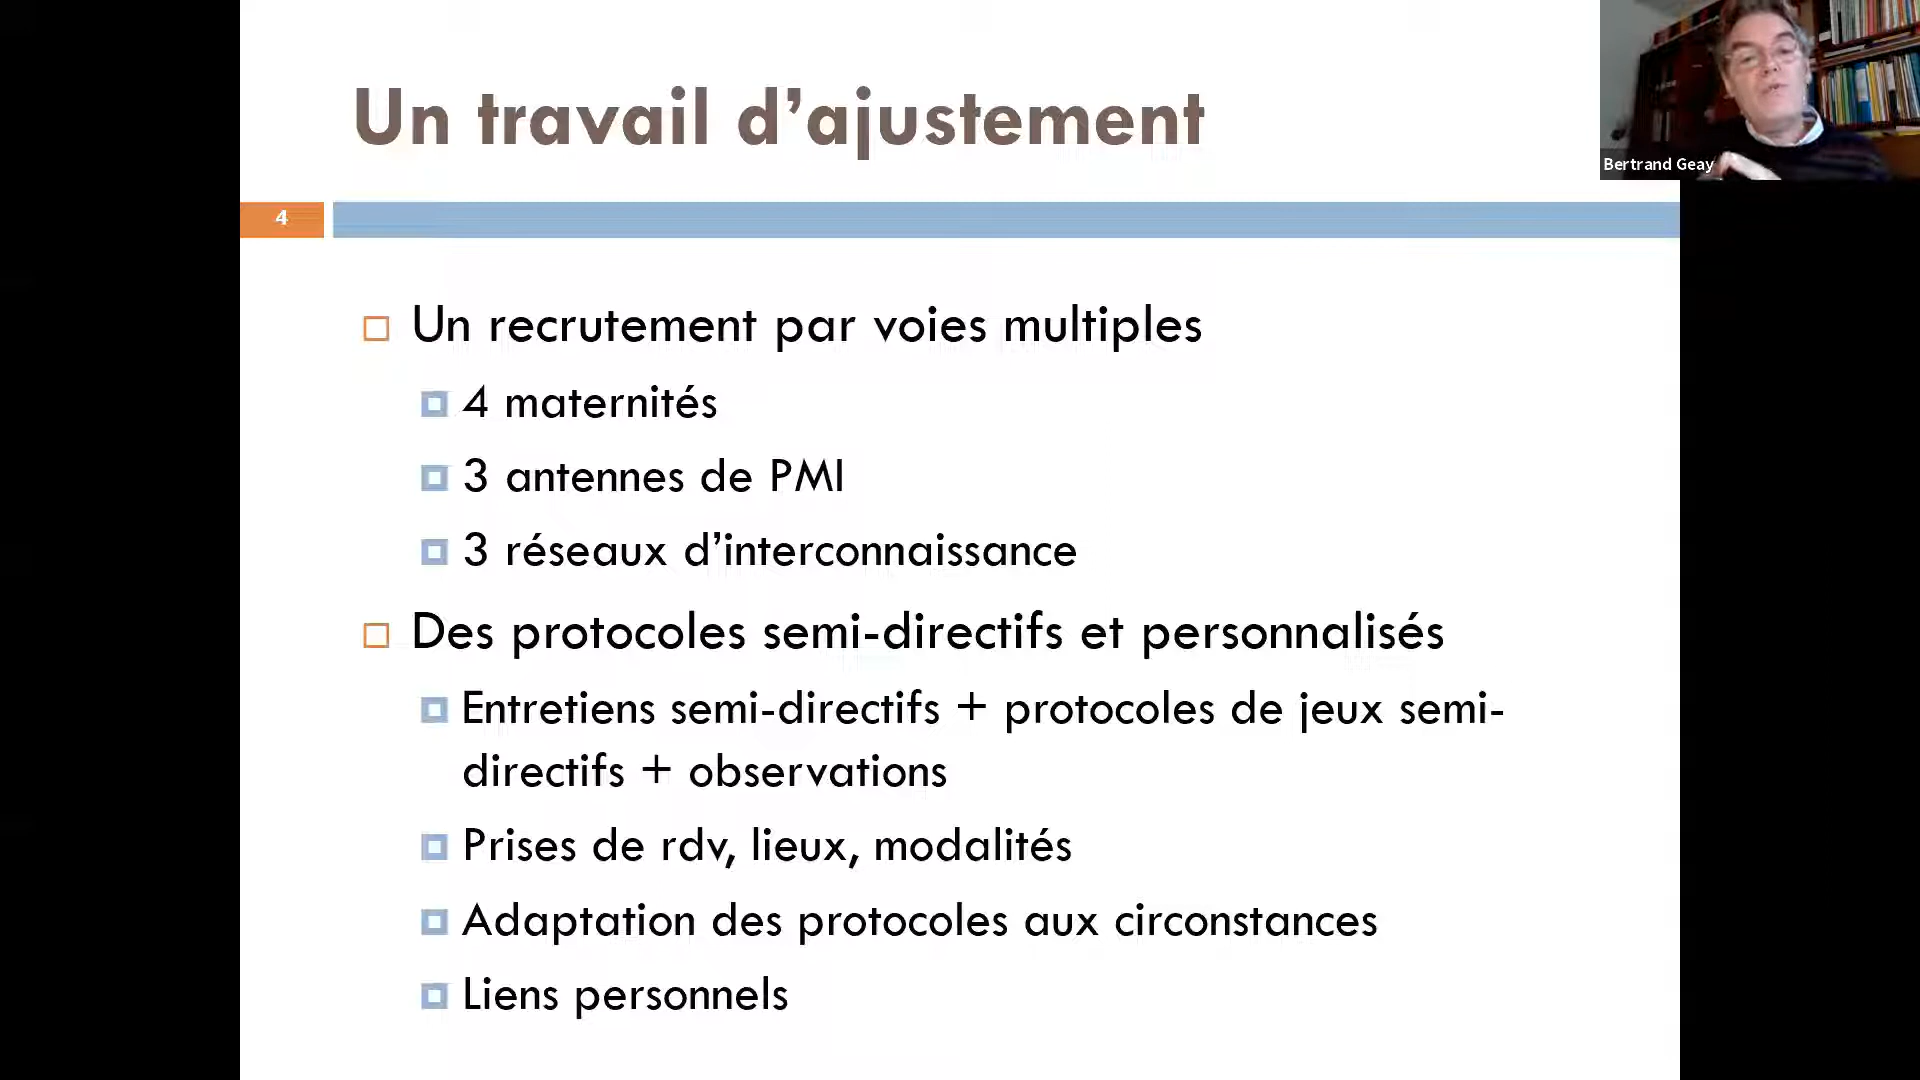 Un travail d’ajustement
Bertrand Geay
4
Un recrutement par voies multiples
4 maternités
3 antennes de PMI
3 réseaux d’interconnaissance
Des protocoles semi-directifs et personnalisés
Entretiens semi-directifs + protocoles de jeux semi-
directifs + observations
Prises de rdv, lieux, modalités
Adaptation des protocoles aux circonstances
Liens personnels